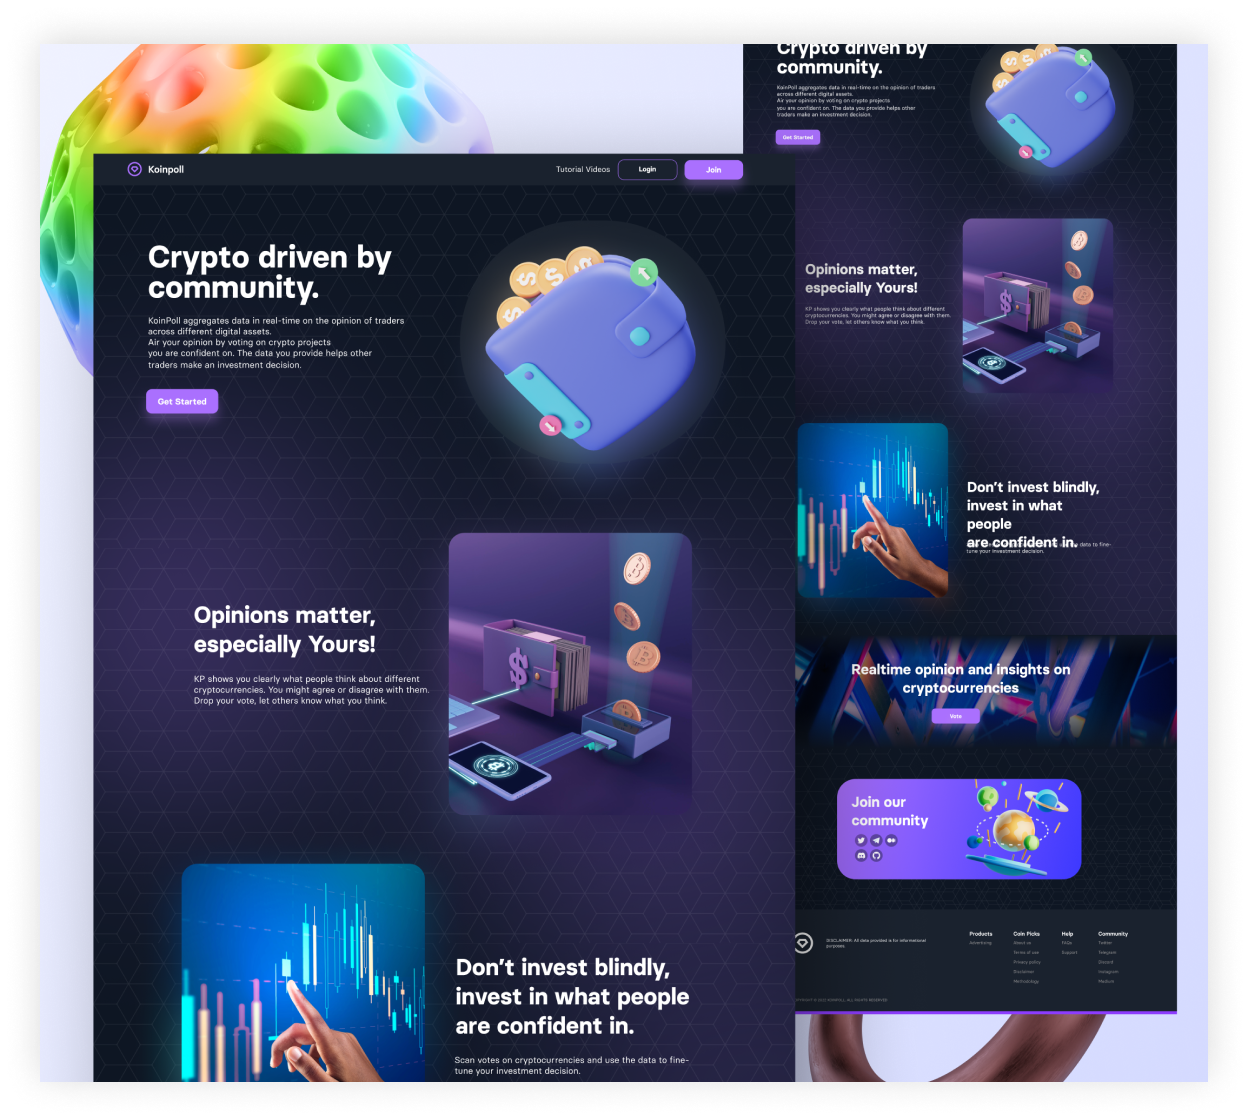 Koinpoll
Tutorial Videos
Login
Join
Crypto driven by
community.
KoinPoll aggregates data in real-time on the opinion of traders
across different digital assets.
Air your opinion by voting on crypto projects
you are confident on. The data you provide helps other
traders make an investment decision.
Get Started
Opinions matter,
especially Yours!
KP shows you clearly what people think about different
cryptocurrencies. You might agree or disagree with them.
Drop your vote, let others know what you think.
Don't invest blindly,
invest in what people
are confident in.
Scan votes on cryptocurrencies and use the data to fine-
tune your investment decision.
Crypto driven by
community.
KoinPoll aggregates data in real-time on the opinion of traders
across different digital assets.
Air your opinion by voting on crypto projects
you are confident on. The data you provide helps other
traders make an investment decision.
Get Started
Opinions matter,
especially Yours!
KP shows you clearly what people think about different
cryptocurrencies. You might agree or disagree with them.
Drop your vote, let others know what you think.
Don't invest blindly,
invest in what
people
are confident in.
data to fine-
tune your investment decision.
Realtime opinion and insights on
cryptocurrencies
Vote
Join our
community
DISCLAIMER: All data provided is for informational
purposes
Products
Advertising
Coin Picks
About us
Terms of use
Privacy policy
Disclaimer
Methodology
Help
FAQs
Support
Community
Twitter
Telegram
Discord
Instagram
Medium
2022 KOINPOLL. ALL RIGHTS RESERVED